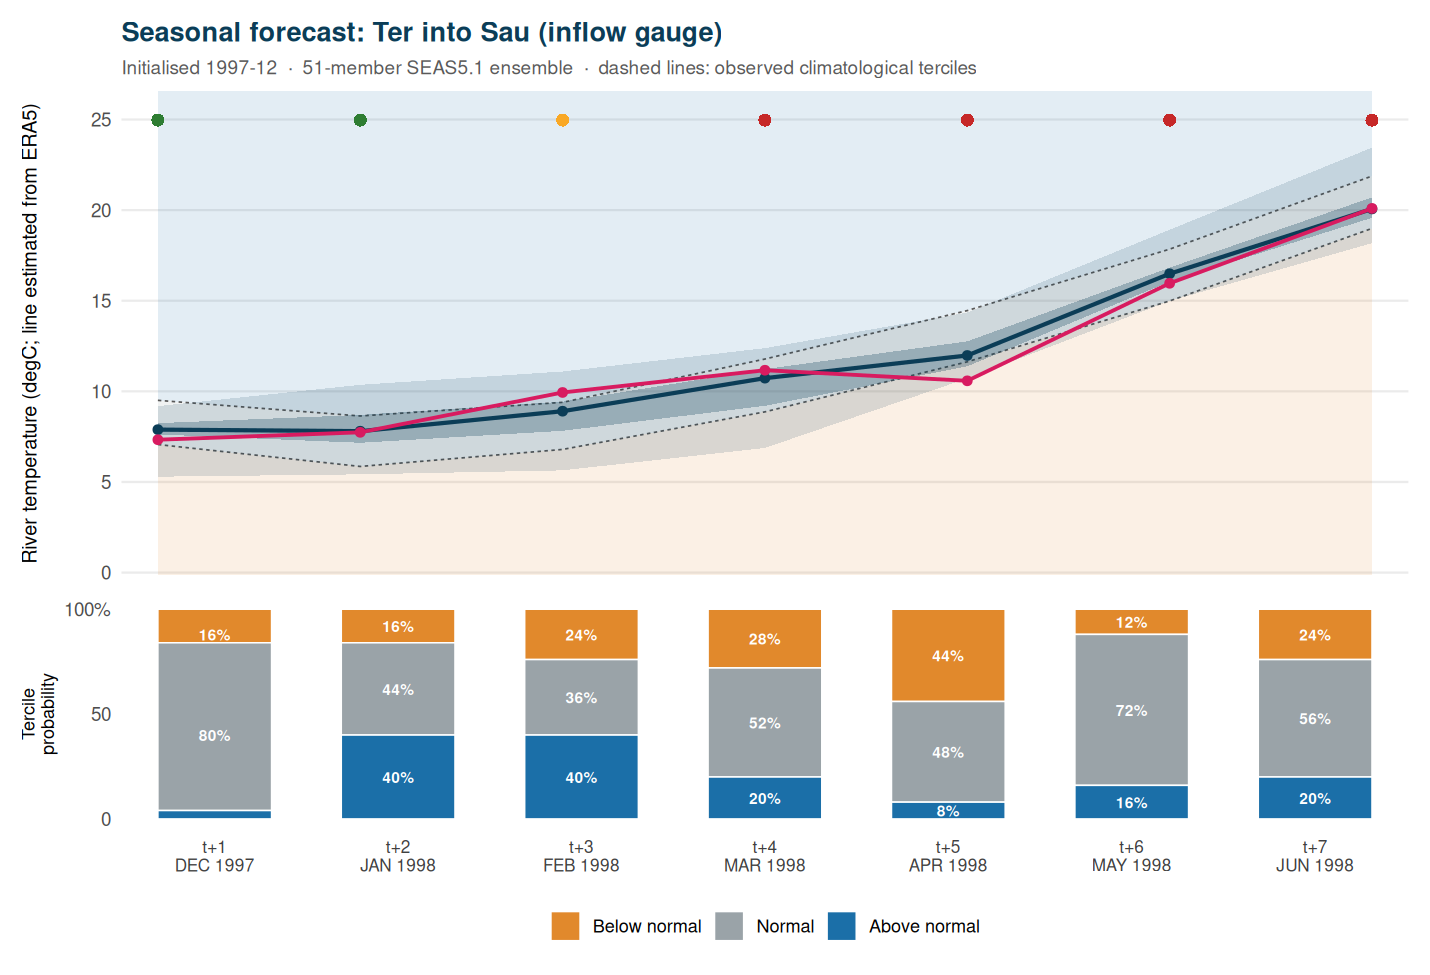 Seasonal forecast: Ter into Sau (inflow gauge)
Initialised 1997-12 · 51-member SEAS5.1 ensemble · dashed lines: observed climatological terciles
River temperature (degC; line estimated from ERA5)
25
20
15
10
5
0
Tercile
probability
100%
50
0
16%
80%
16%
44%
40%
24%
36%
40%
28%
52%
20%
44%
48%
8%
12%
72%
16%
24%
56%
20%
t+1
DEC 1997
t+2
JAN 1998
t+3
FEB 1998
t+4
MAR 1998
t+5
APR 1998
t+6
MAY 1998
t+7
JUN 1998
Below normal
Normal
Above normal